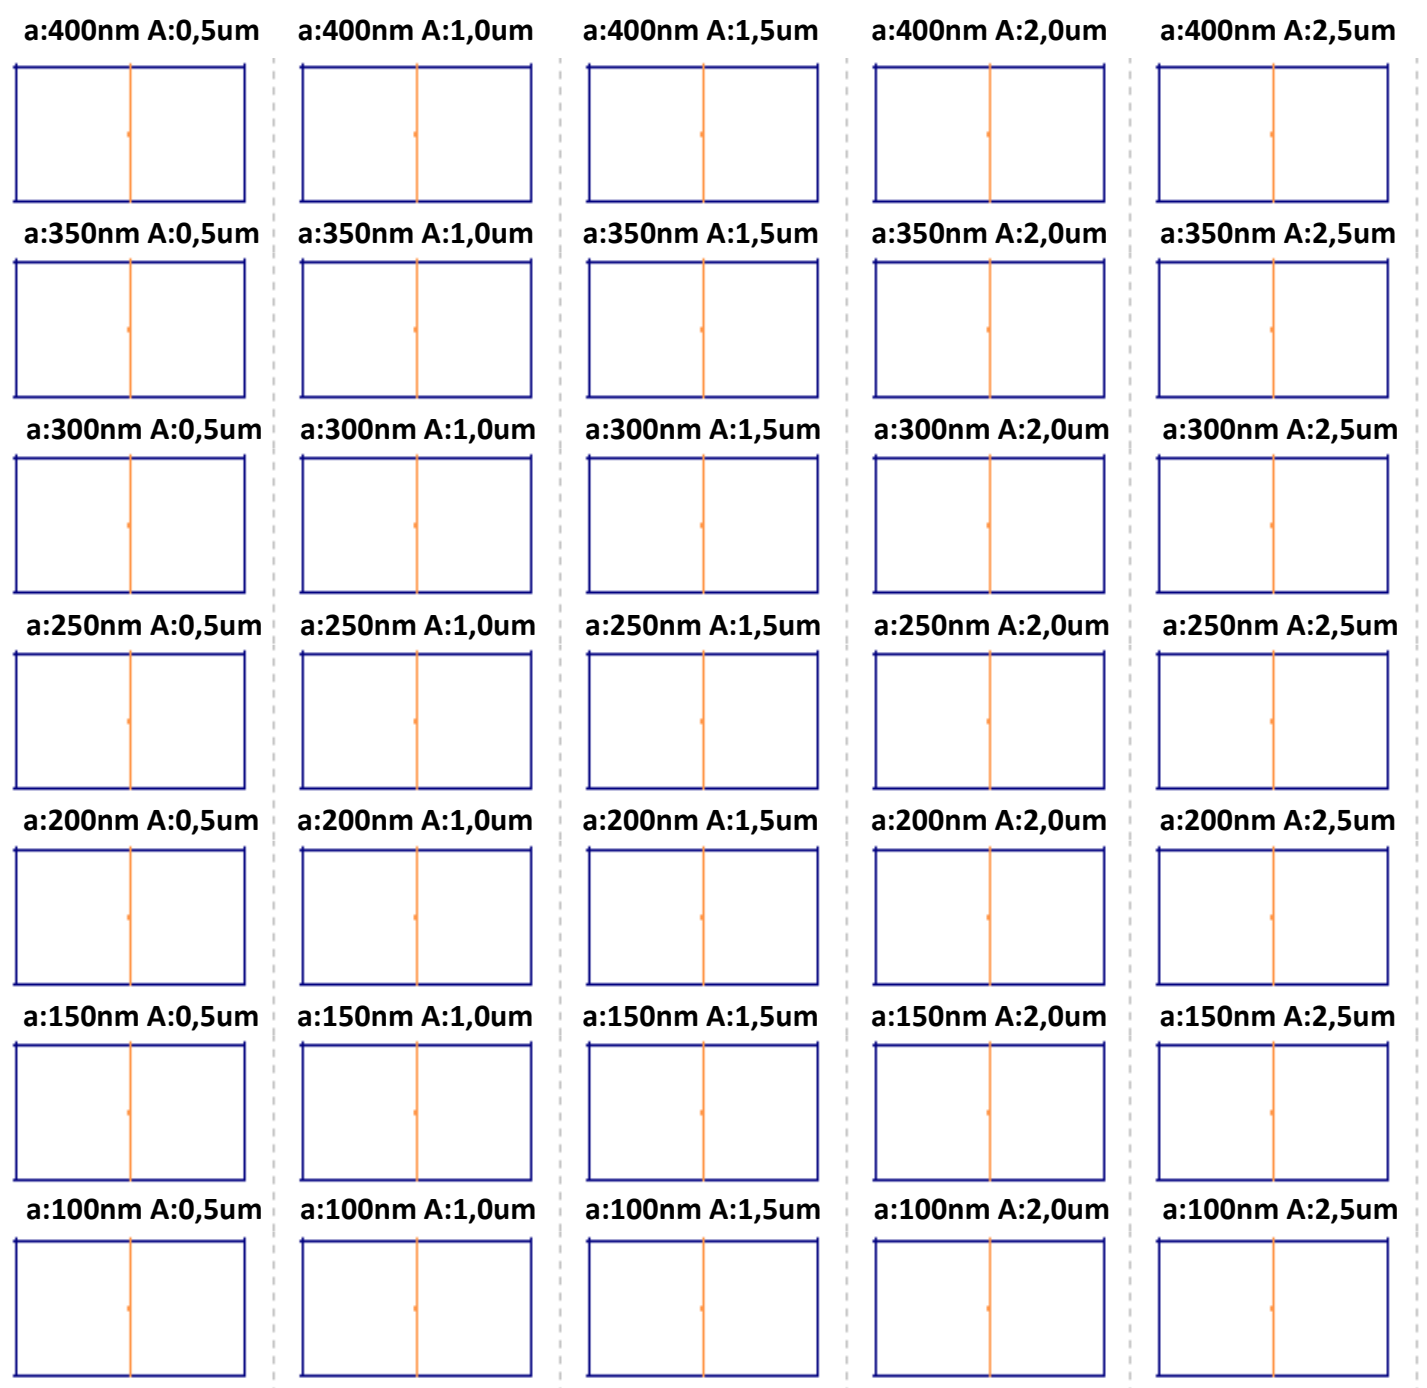 a:400nm A:0,5um a:400nm A:1,0um a:400nm A:1,5um a:400nm A:2,0um a:400nm A:2,5um
a:350nm A:0,5um a:350nm A:1,0um a:350nm A:1,5um a:350nm A:2,0um a:350nm A:2,5um
a:300nm A:0,5um a:300nm A:1,0um a:300nm A:1,5um a:300nm A:2,0um a:300nm A:2,5um
a:250nm A:0,5um a:250nm A:1,0um a:250nm A:1,5um a:250nm A:2,0um a:250nm A:2,5um
a:200nm A:0,5um a:200nm A:1,0um a:200nm A:1,5um a:200nm A:2,0um a:200nm A:2,5um
a:150nm A:0,5um a:150nm A:1,0um a:150nm A:1,5um a:150nm A:2,0um a:150nm A:2,5um
a:100nm A:0,5um a:100nm A:1,0um a:100nm A:1,5um a:100nm A:2,0um a:100nm A:2,5um